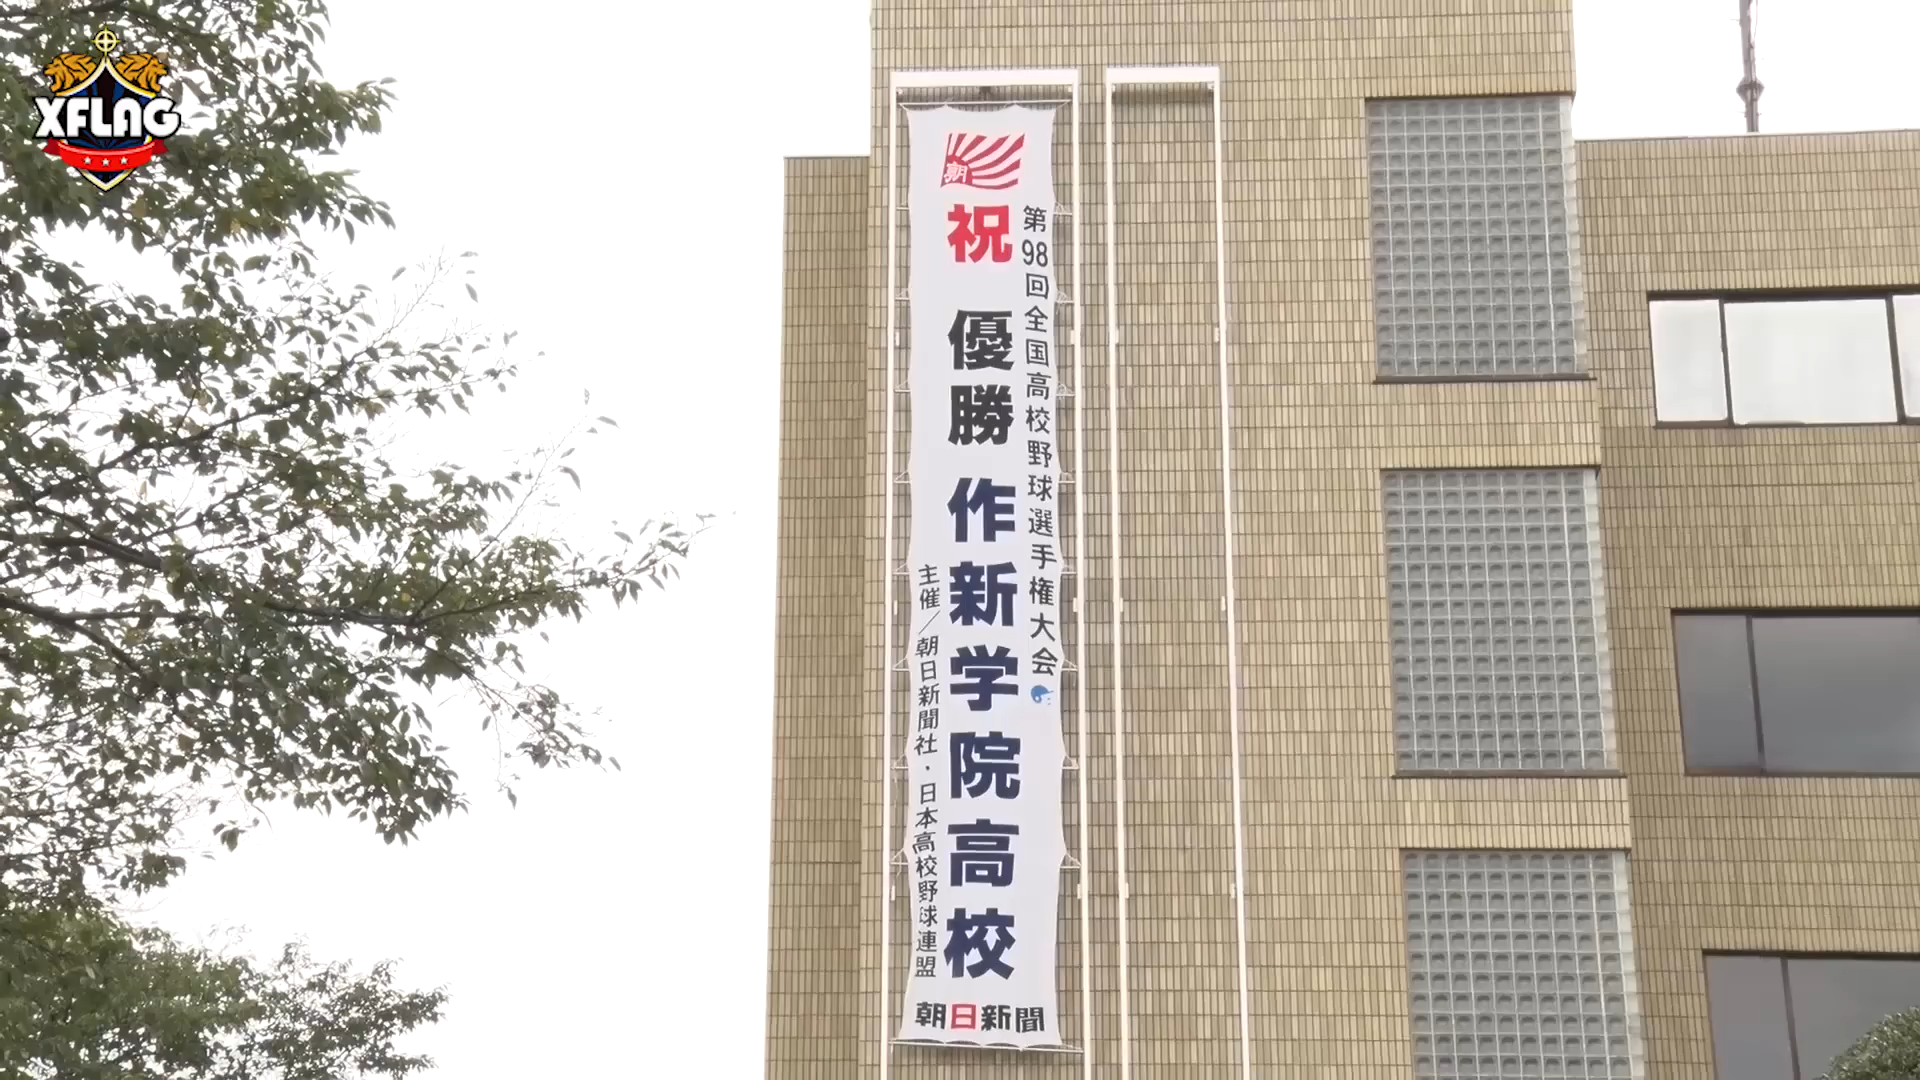 XFLAG
朝
第98回全国高校野球選手権大会
祝 優勝 作新学院高校
主催／朝日新聞社・日本高校野球連盟
朝日新聞